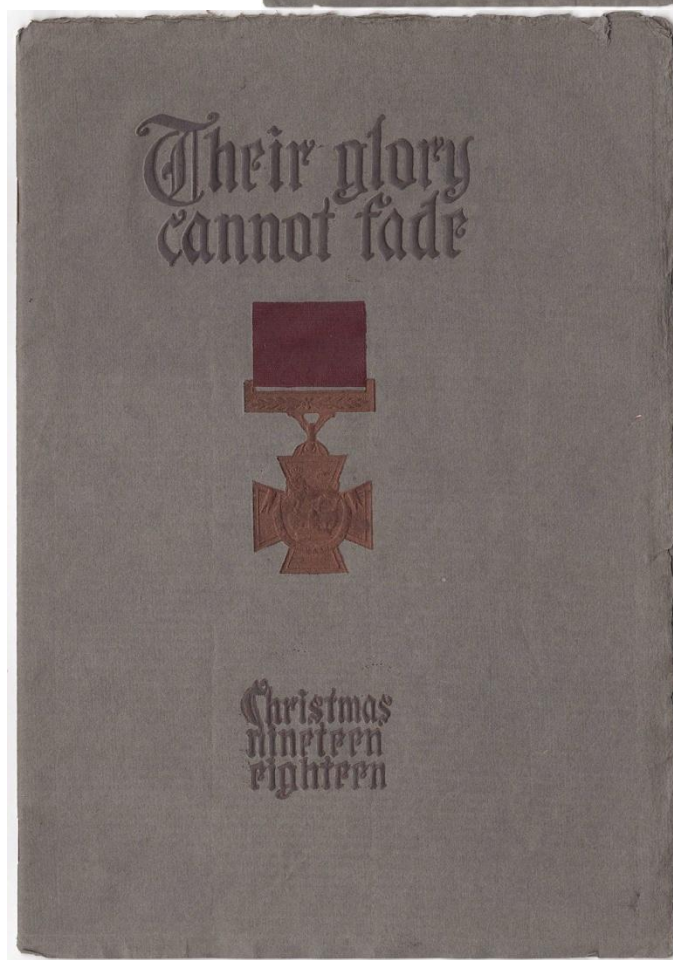 Their glory
cannot fade
Christmas
nineteen
eighteen